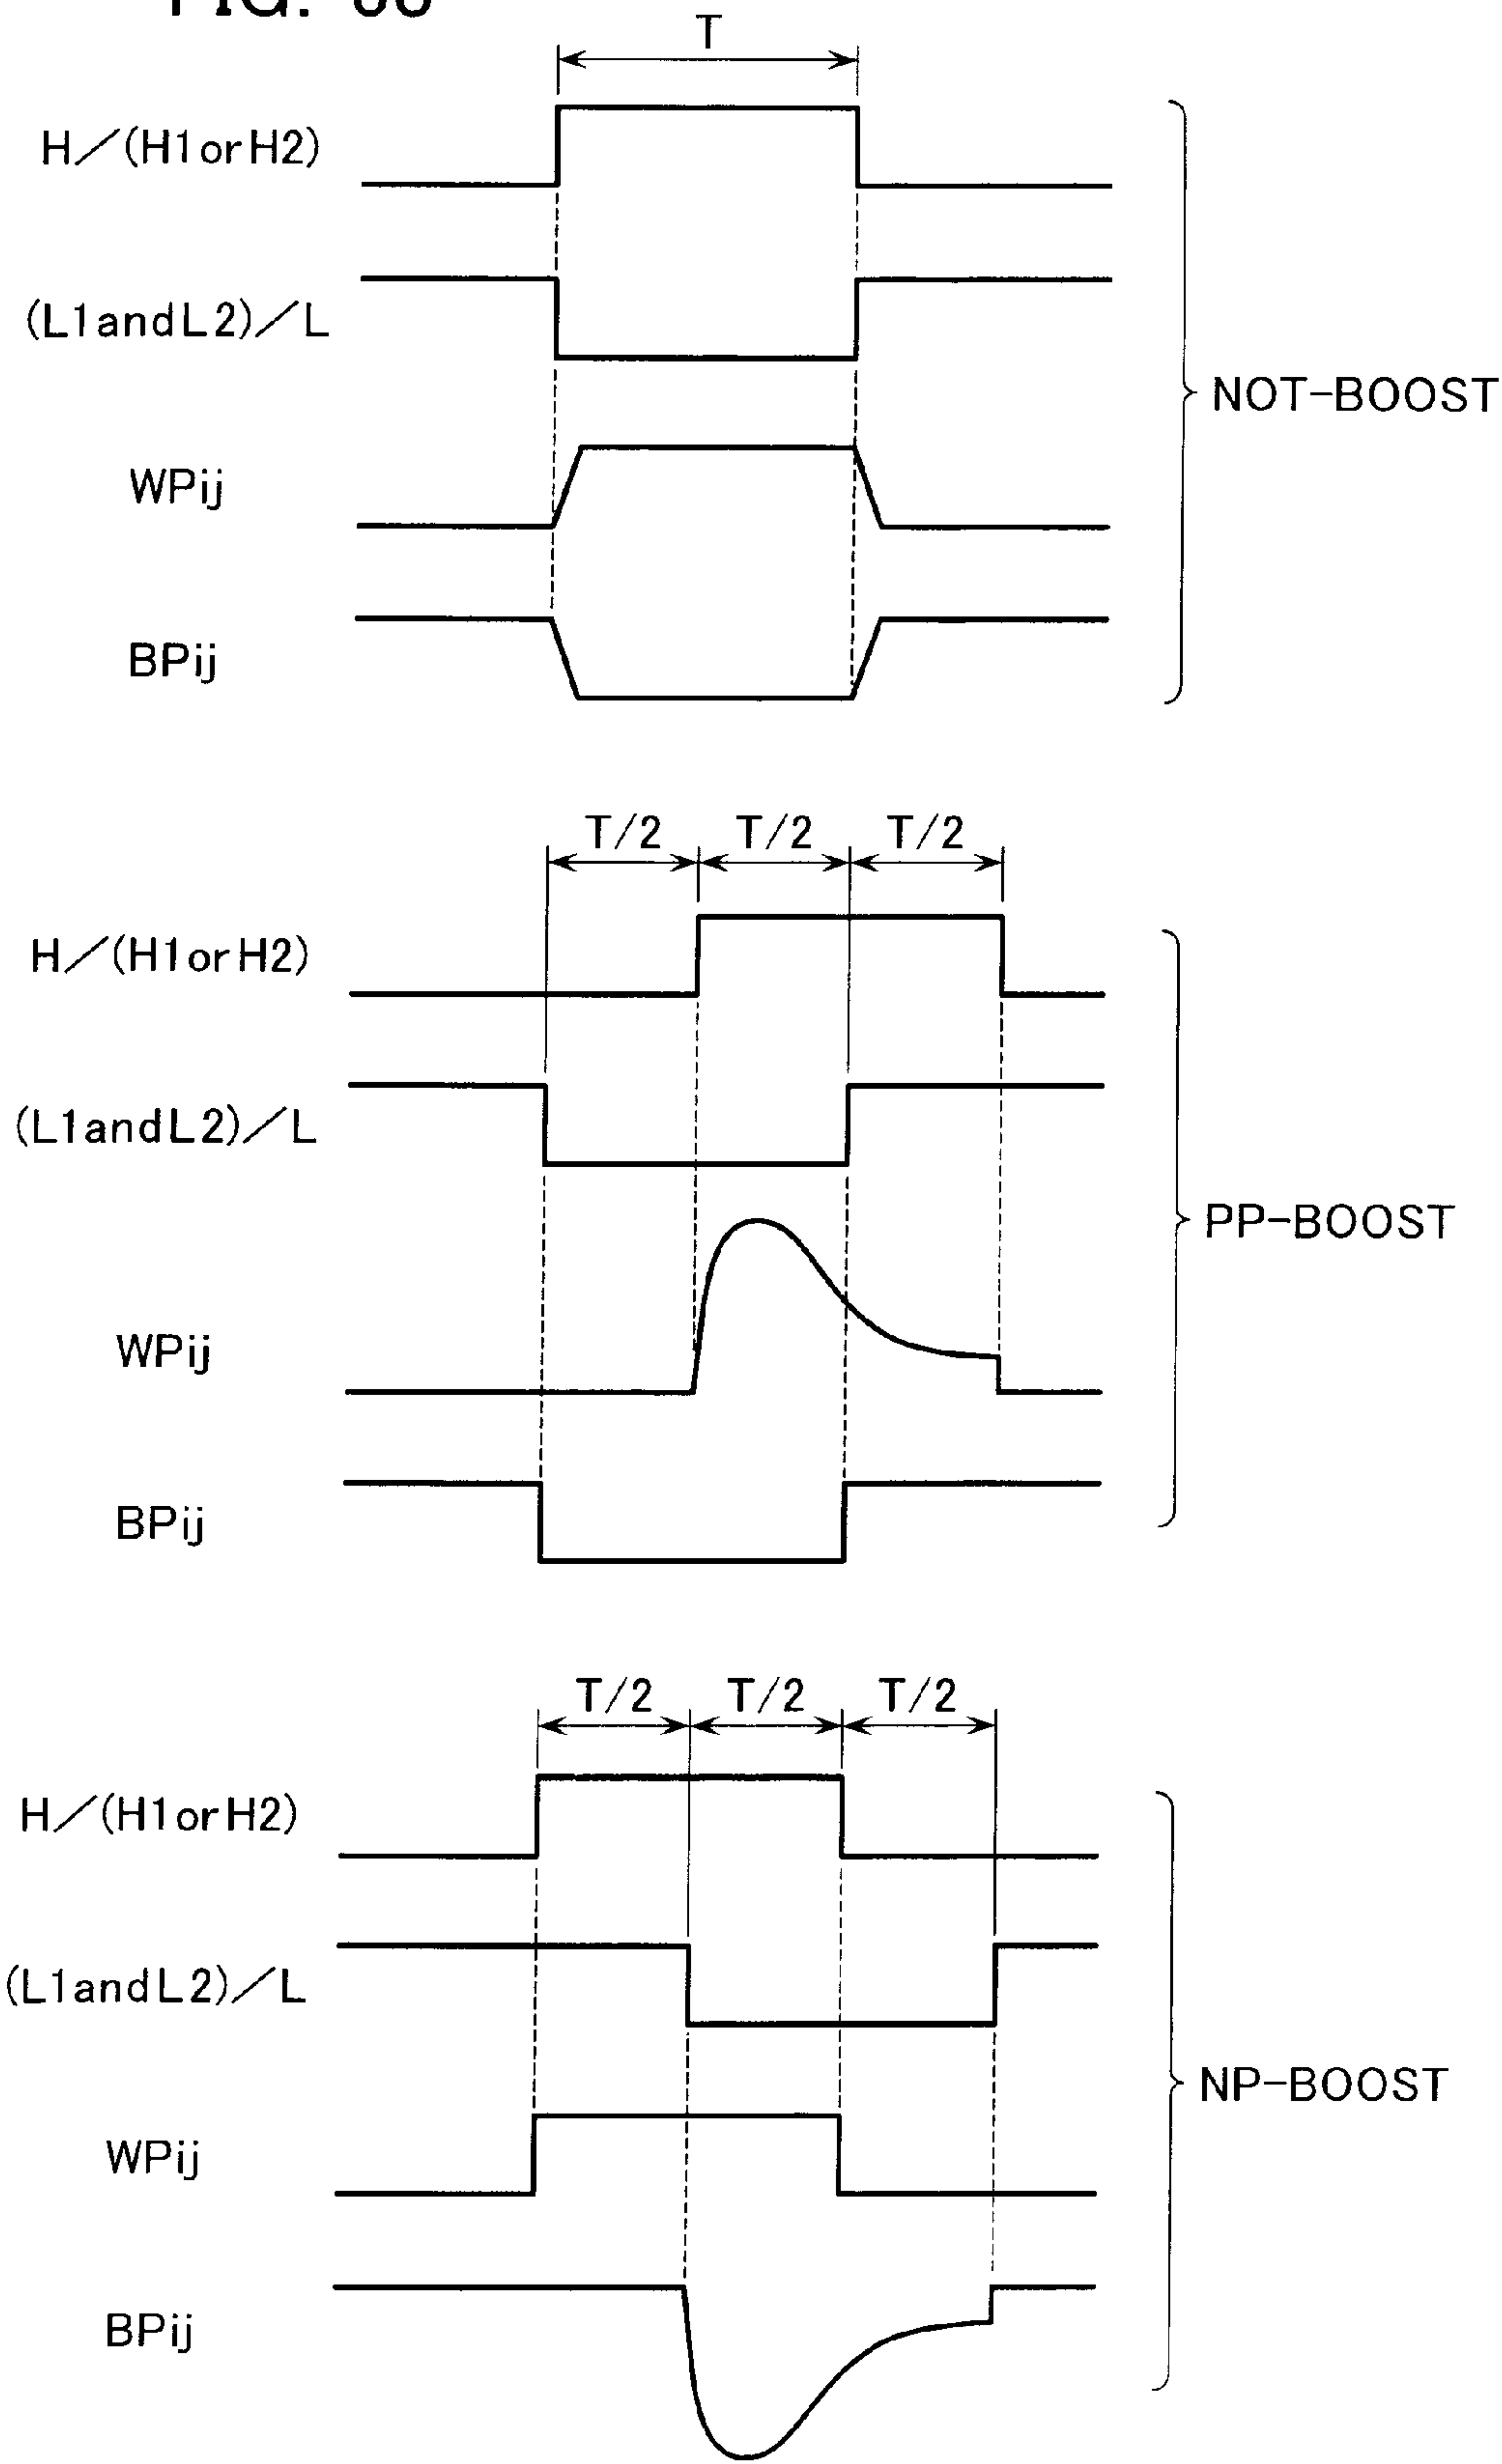 FIG.
T
H／(H1orH2)
(L1andL2)／L
WPij
BPij
NOT-BOOST
T/2 T/2 T/2
H／(H1orH2)
(L1andL2)／L
WPij
BPij
PP-BOOST
T/2 T/2 T/2
H／(H1orH2)
(L1andL2)／L
WPij
BPij
NP-BOOST